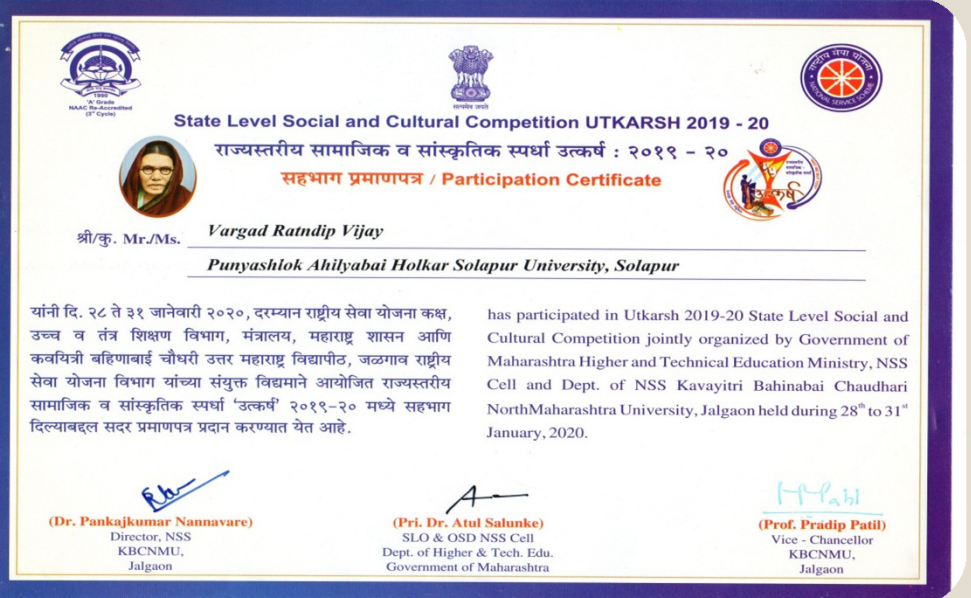 1990
'A' Grade
NAAC Re-Accredited
(3rd Cycle)
सत्यमेव जयते
राष्ट्रीय सेवा योजना
NATIONAL SERVICE SCHEME
State Level Social and Cultural Competition UTKARSH 2019 - 20
राज्यस्तरीय सामाजिक व सांस्कृतिक स्पर्धा उत्कर्ष : २०१९ - २०
सहभाग प्रमाणपत्र / Participation Certificate
उत्कर्ष
श्री/कु. Mr./Ms. Vargad Ratndip Vijay
Punyashlok Ahilyabai Holkar Solapur University, Solapur
यांनी दि. २८ ते ३१ जानेवारी २०२०, दरम्यान राष्ट्रीय सेवा योजना कक्ष,
उच्च व तंत्र शिक्षण विभाग, मंत्रालय, महाराष्ट्र शासन आणि
कवयित्री बहिणाबाई चौधरी उत्तर महाराष्ट्र विद्यापीठ, जळगाव राष्ट्रीय
सेवा योजना विभाग यांच्या संयुक्त विद्यमाने आयोजित राज्यस्तरीय
सामाजिक व सांस्कृतिक स्पर्धा 'उत्कर्ष' २०१९-२० मध्ये सहभाग
दिल्याबद्दल सदर प्रमाणपत्र प्रदान करण्यात येत आहे.
has participated in Utkarsh 2019-20 State Level Social and
Cultural Competition jointly organized by Government of
Maharashtra Higher and Technical Education Ministry, NSS
Cell and Dept. of NSS Kavayitri Bahinabai Chaudhari
NorthMaharashtra University, Jalgaon held during 28th to 31st
January, 2020.
(Dr. Pankajkumar Nannavare)
Director, NSS
KBCNMU,
Jalgaon
(Pri. Dr. Atul Salunke)
SLO & OSD NSS Cell
Dept. of Higher & Tech. Edu.
Government of Maharashtra
(Prof. Pradip Patil)
Vice - Chancellor
KBCNMU,
Jalgaon